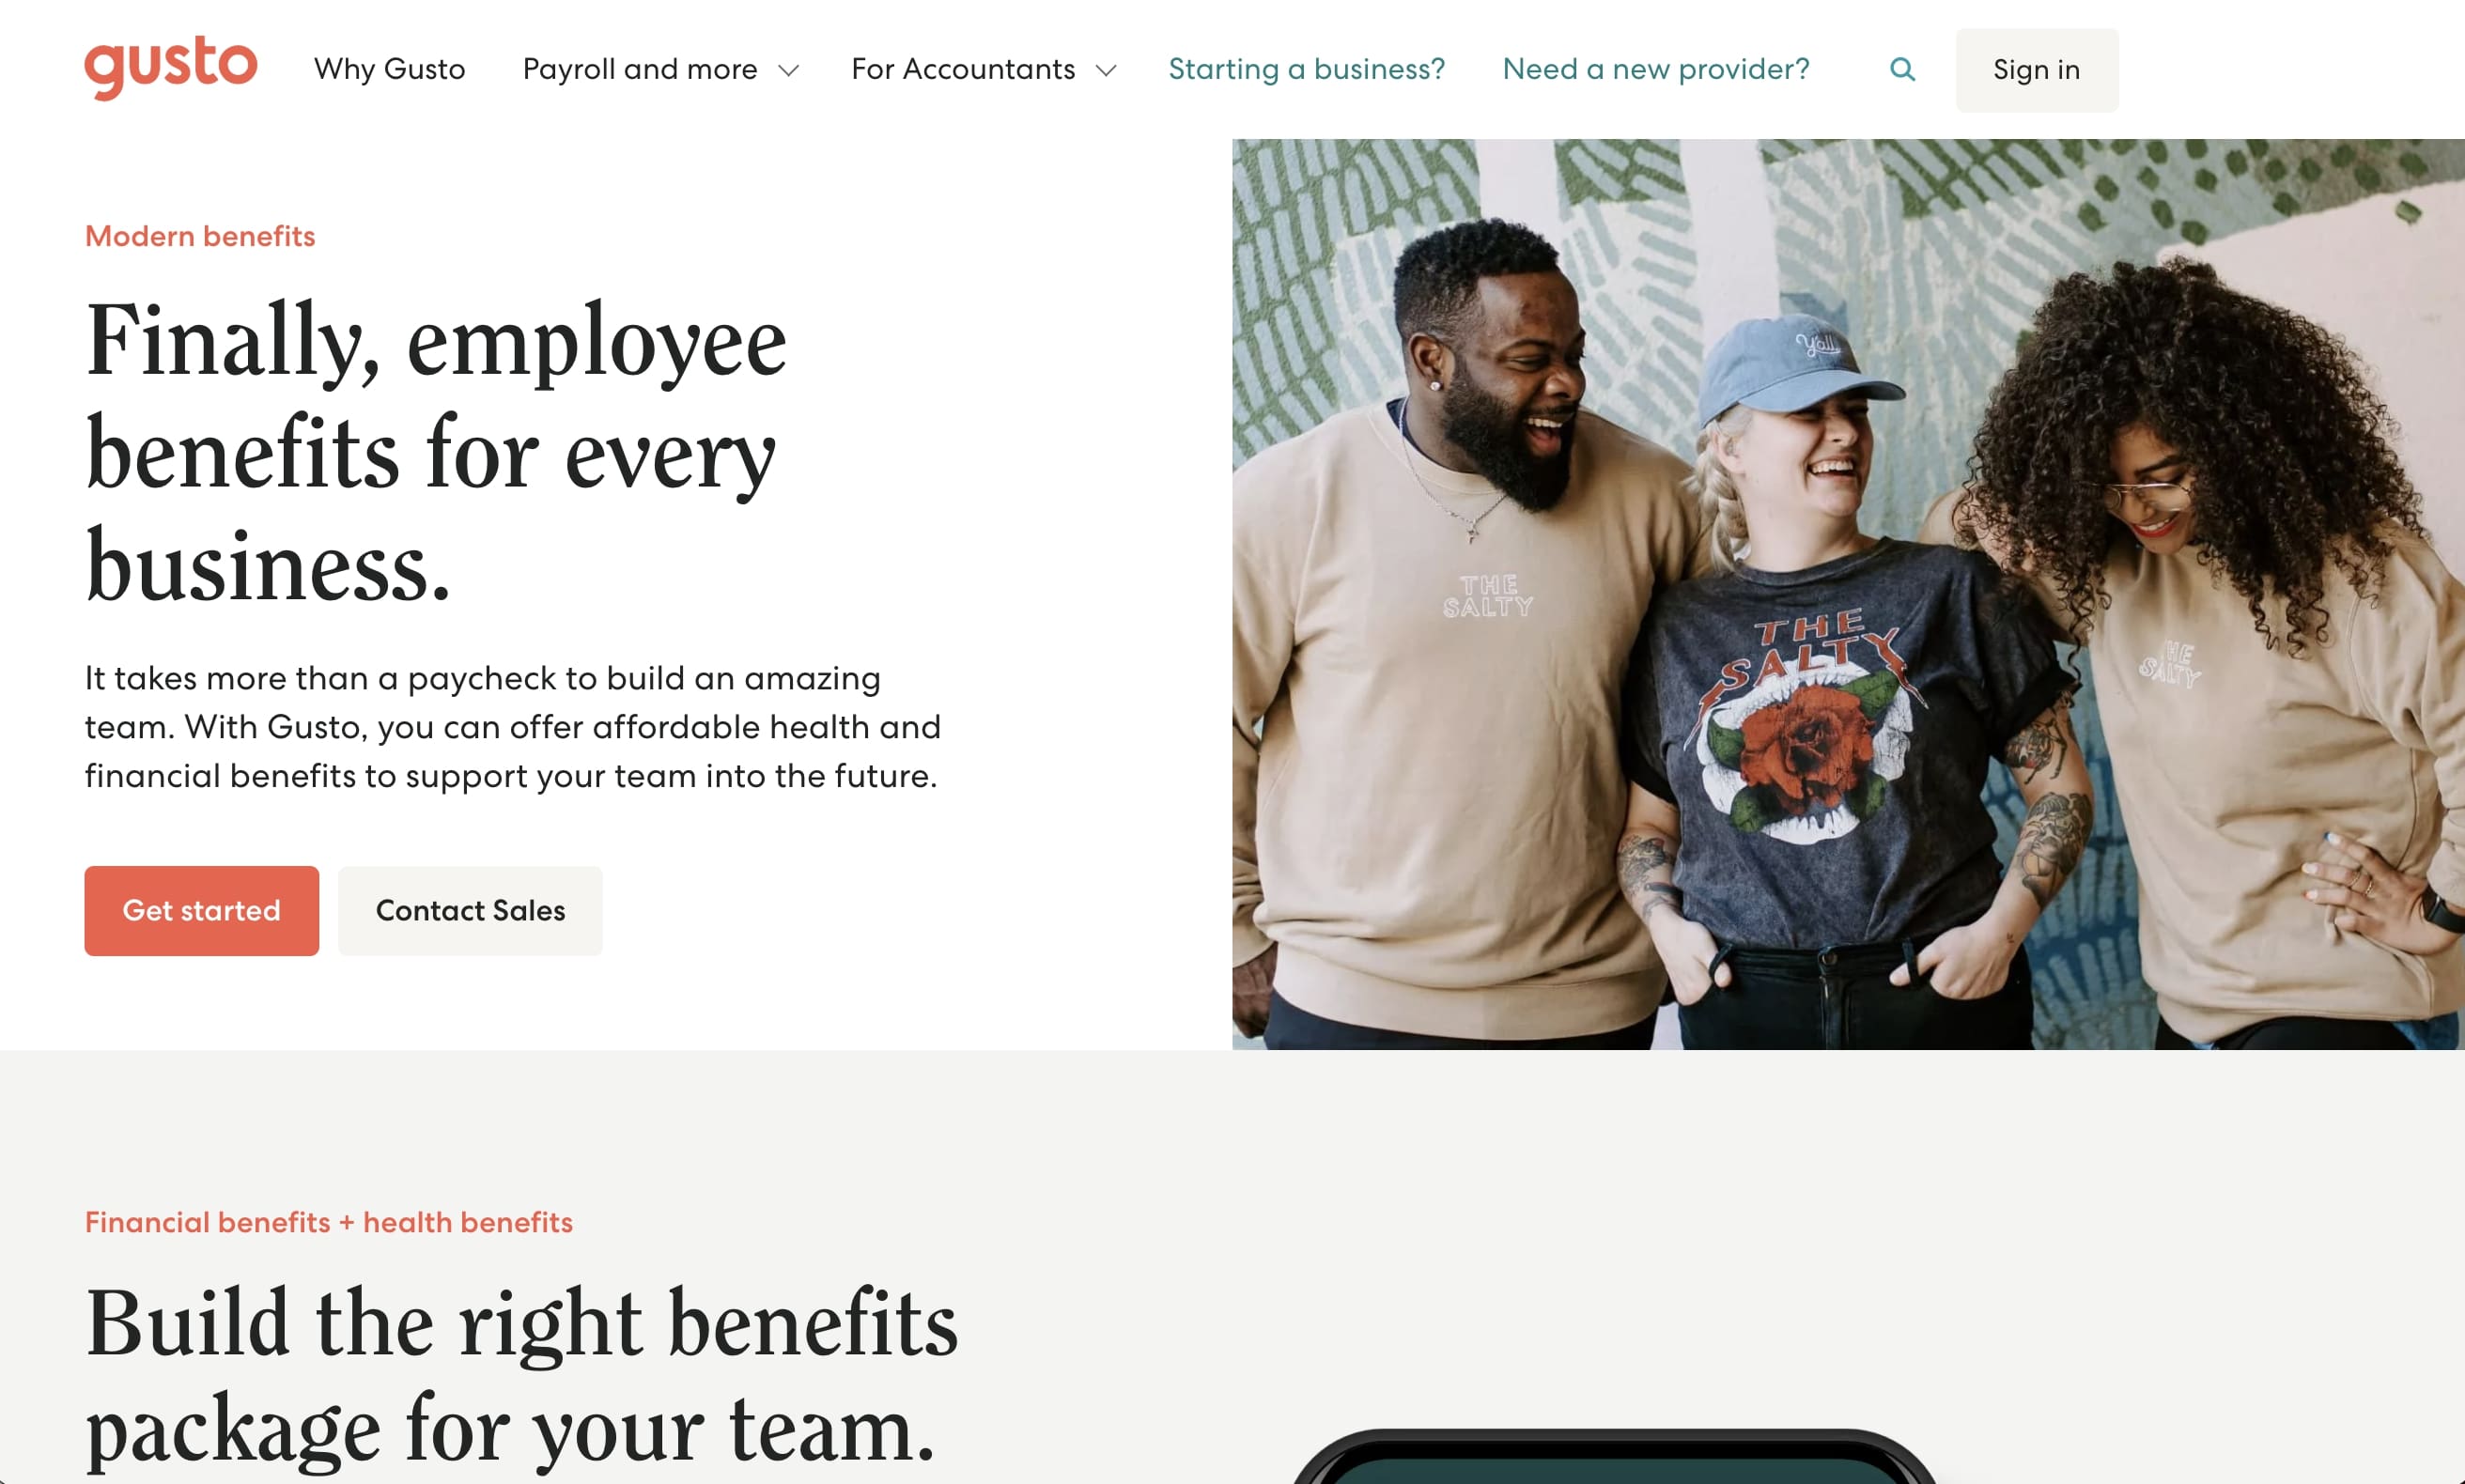 gusto
Why Gusto
Payroll and more
For Accountants
Starting a business?
Need a new provider?
Sign in
Modern benefits
Finally, employee
benefits for every
business.
It takes more than a paycheck to build an amazing
team. With Gusto, you can offer affordable health and
financial benefits to support your team into the future.
Get started
Contact Sales
Y'all
THE
SALTY
THE
SALTY
HE
SALTY
Financial benefits + health benefits
Build the right benefits
package for your team.